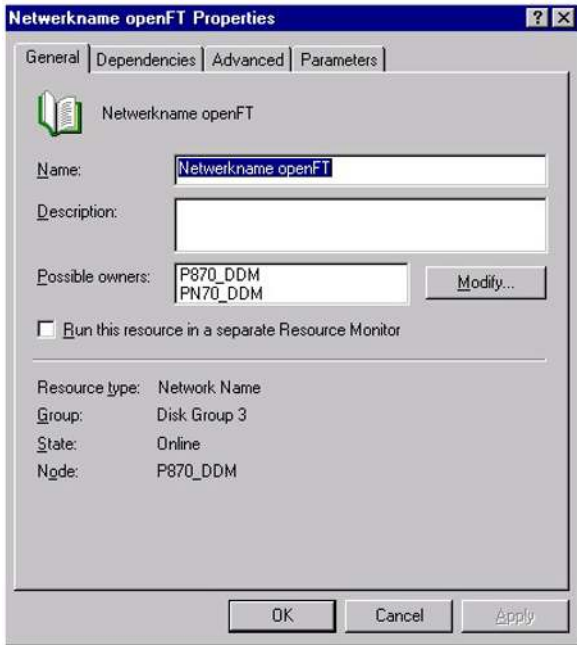 Netwerkname openFT Properties
General Dependencies Advanced Parameters
Netwerkname openFT
Name: Netwerkname openFT
Description:
Possible owners: P870_DDM
PN70_DDM
Modify...
Run this resource in a separate Resource Monitor
Resource type: Network Name
Group: Disk Group 3
State: Online
Node: P870_DDM
OK Cancel Apply